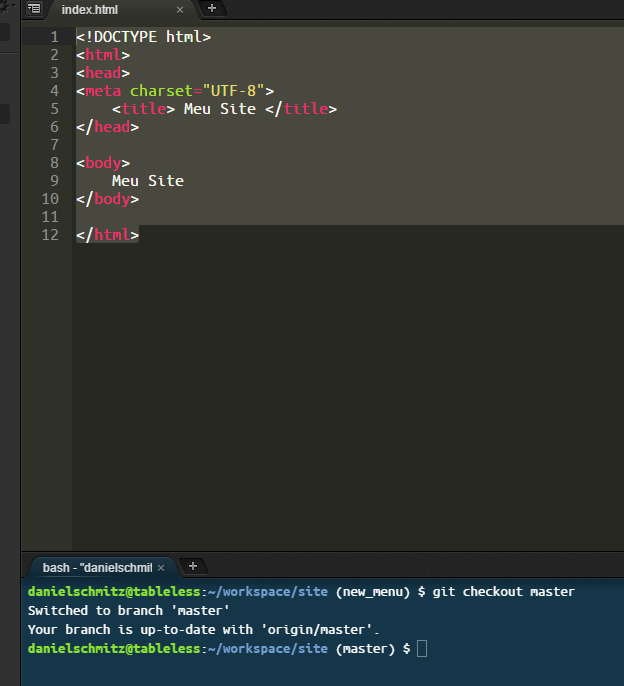 index.html × +
1 <!DOCTYPE html>
2 <html>
3 <head>
4 <meta charset="UTF-8">
5     <title> Meu Site </title>
6 </head>
7
8 <body>
9     Meu Site
10 </body>
11
12 </html>
bash - "danielschmit × +
danielschmitz@tableless:~/workspace/site (new_menu) $ git checkout master
Switched to branch 'master'
Your branch is up-to-date with 'origin/master'.
danielschmitz@tableless:~/workspace/site (master) $